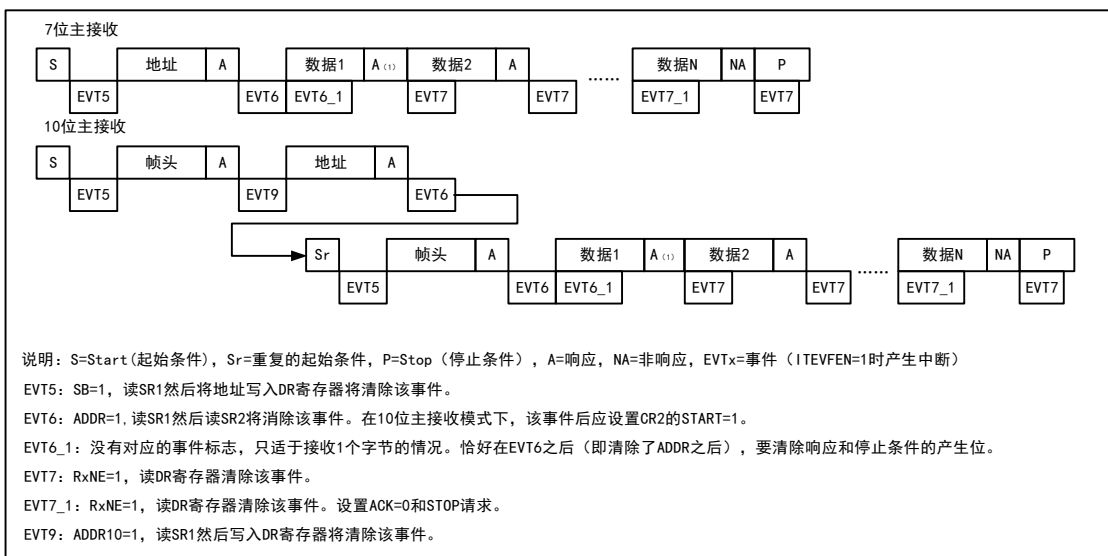 7位主接收
S 地址 A 数据1 A(1) 数据2 A …… 数据N NA P
EVT5 EVT6 EVT6_1 EVT7 EVT7 EVT7_1 EVT7
10位主接收
S 帧头 A 地址 A
EVT5 EVT9 EVT6
Sr 帧头 A 数据1 A(1) 数据2 A …… 数据N NA P
EVT5 EVT6 EVT6_1 EVT7 EVT7 EVT7_1 EVT7
说明：S=Start(起始条件)，Sr=重复的起始条件，P=Stop（停止条件），A=响应，NA=非响应，EVTx=事件（ITEVFEN=1时产生中断）
EVT5：SB=1，读SR1然后将地址写入DR寄存器将清除该事件。
EVT6：ADDR=1,读SR1然后读SR2将消除该事件。在10位主接收模式下，该事件后应设置CR2的START=1。
EVT6_1：没有对应的事件标志，只适于接收1个字节的情况。恰好在EVT6之后（即清除了ADDR之后），要清除响应和停止条件的产生位。
EVT7：RxNE=1，读DR寄存器清除该事件。
EVT7_1：RxNE=1，读DR寄存器清除该事件。设置ACK=0和STOP请求。
EVT9：ADDR10=1，读SR1然后写入DR寄存器将清除该事件。